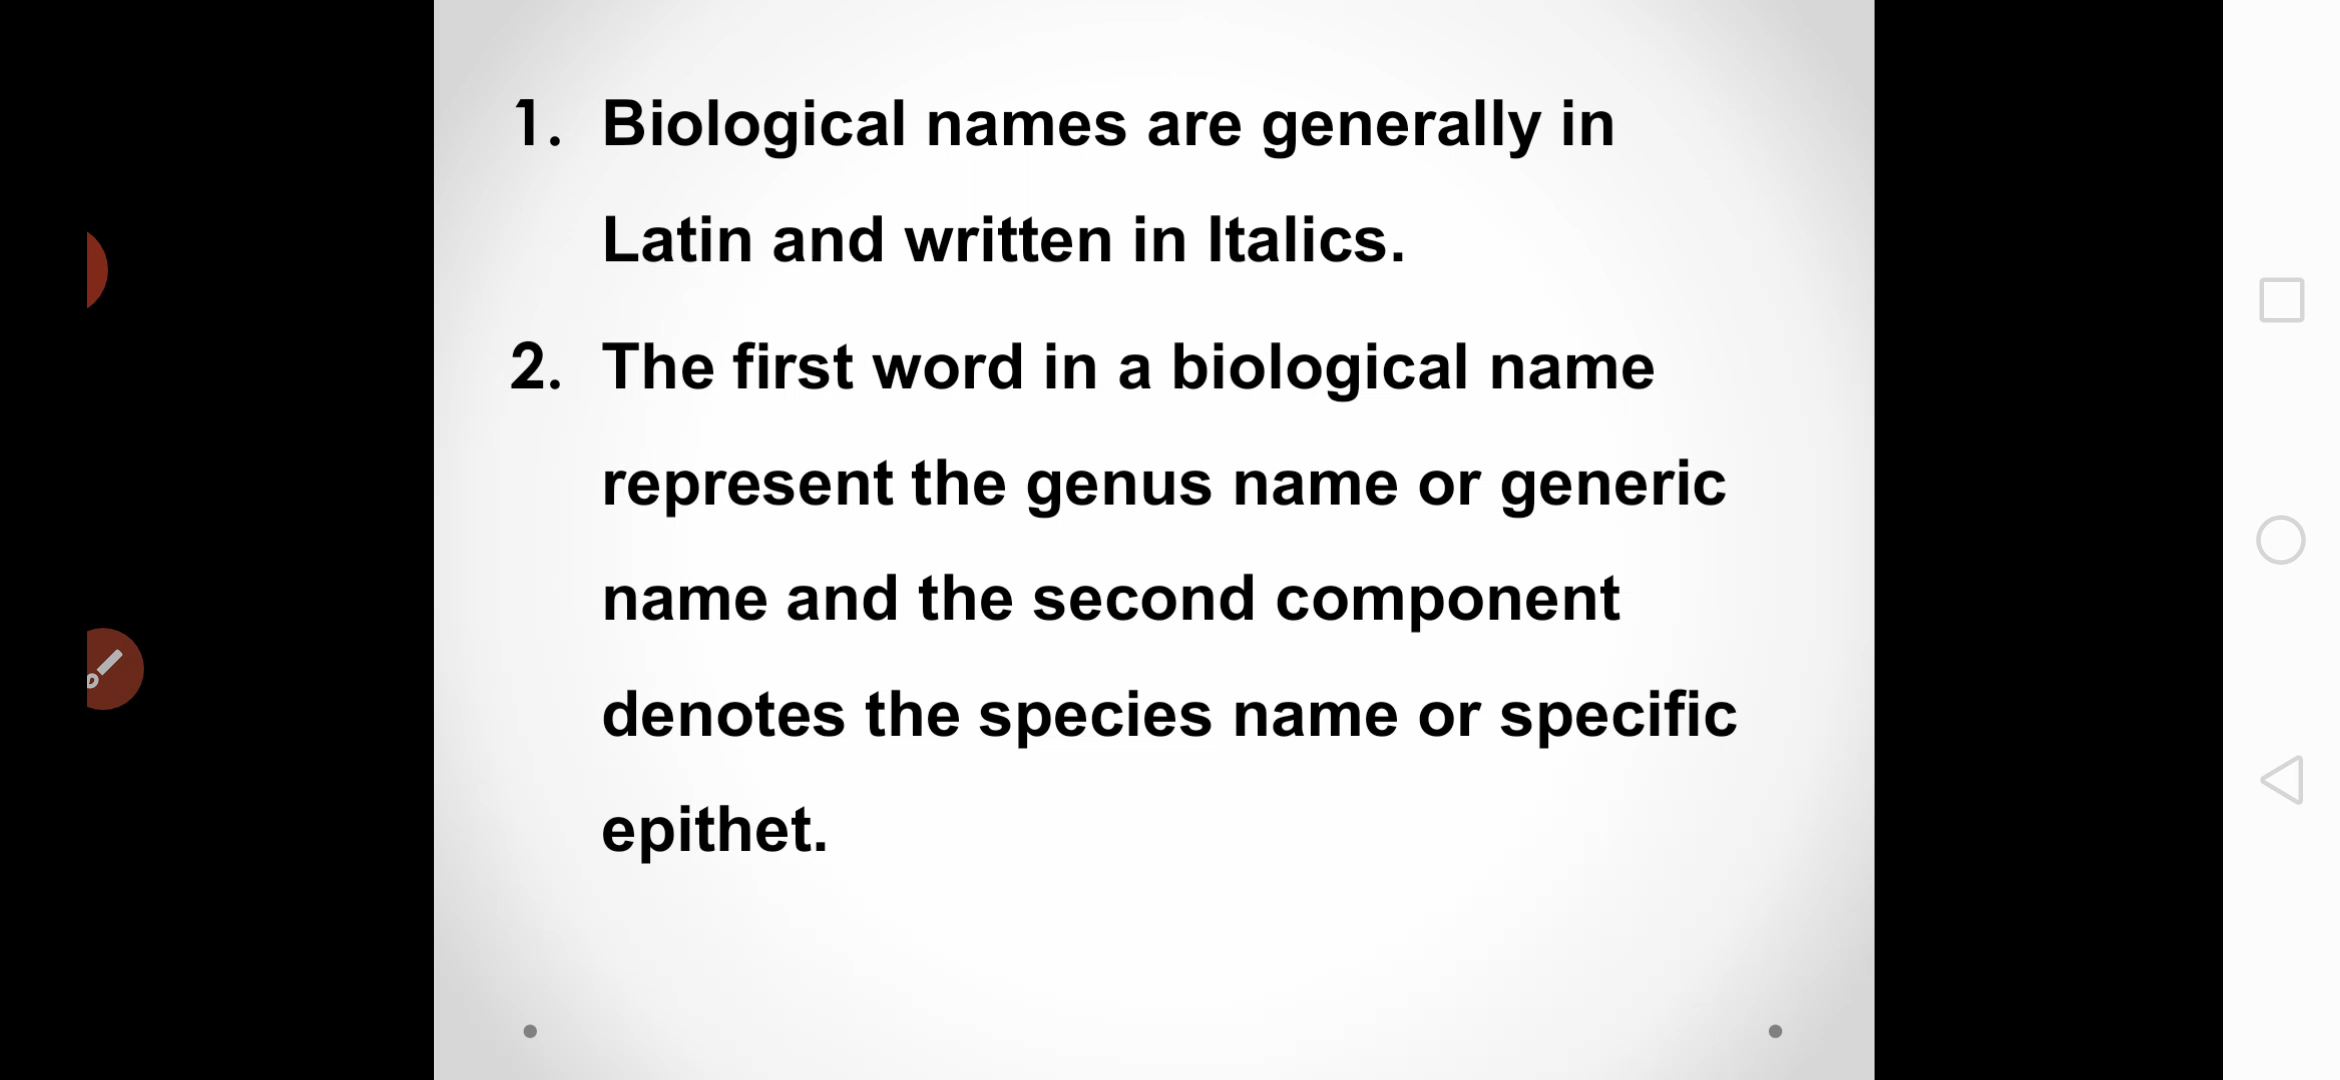 1. Biological names are generally in
Latin and written in Italics.
2. The first word in a biological name
represent the genus name or generic
name and the second component
denotes the species name or specific
epithet.